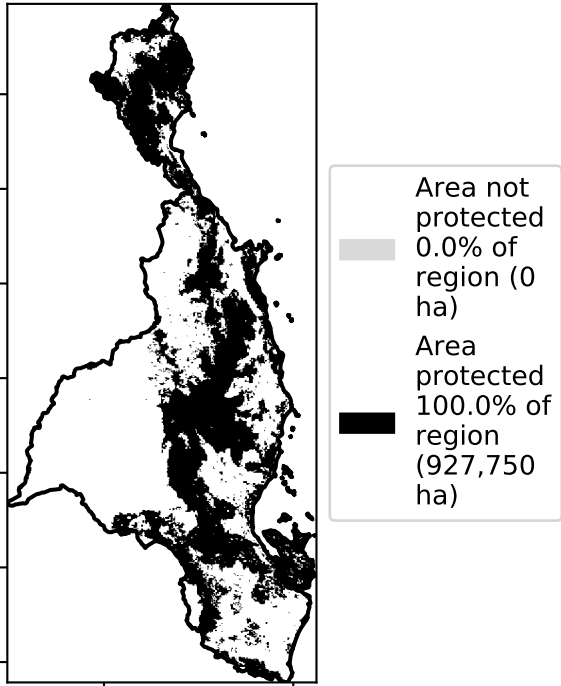 Area not
protected
0.0% of
region (0
ha)
Area
protected
100.0% of
region
(927,750
ha)